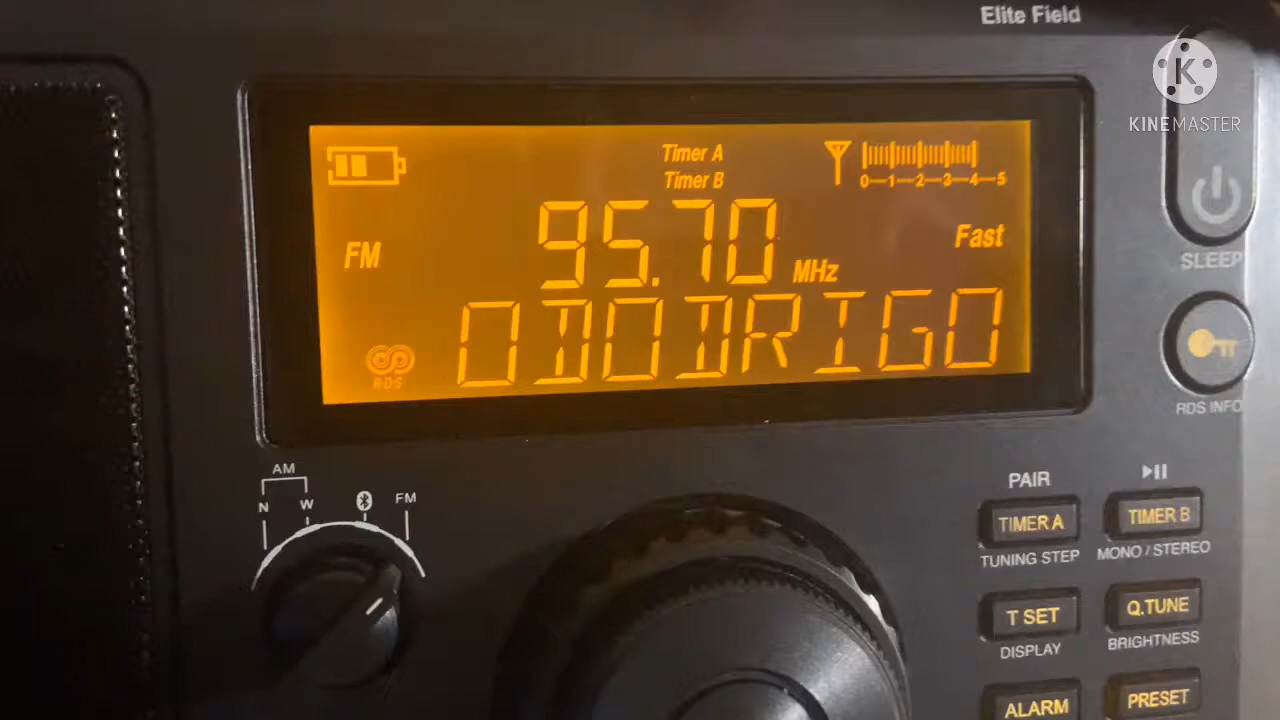 Elite Field
KINEMASTER
Timer A
Timer B
0-1-2-3-4-5
FM
95.70 MHz
Fast
RDS
ODODRIGO
SLEEP
RDS INFO
AM
N W FM
PAIR
TIMER A
TIMER B
TUNING STEP
MONO / STEREO
T SET
Q.TUNE
DISPLAY
BRIGHTNESS
ALARM
PRESET